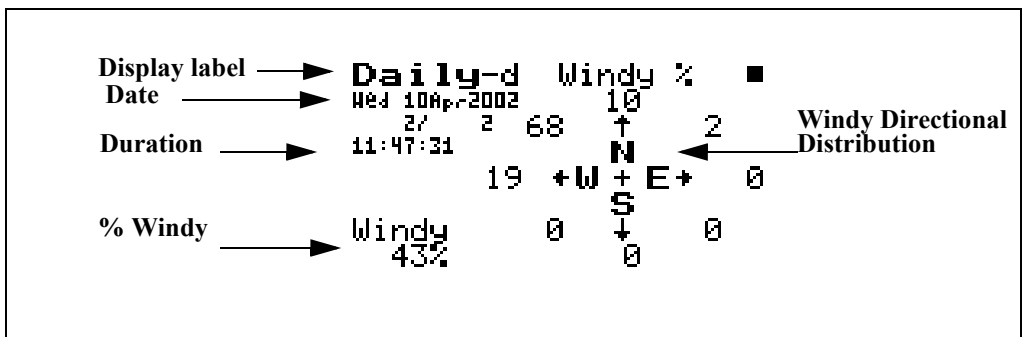 Display label Daily-d Windy % ■
Date Wed 10Apr2002 10
2/ 2 68 ↑ 2 Windy Directional
Duration 11:47:31 N Distribution
19 ←W + E→ 0
S
% Windy Windy 0 ↓ 0
43% 0